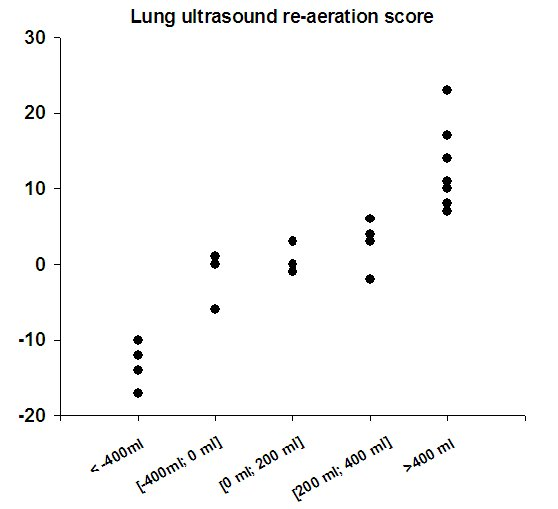 Lung ultrasound re-aeration score
30
20
10
0
-10
-20
< -400ml
[-400ml; 0 ml]
[0 ml; 200 ml]
[200 ml; 400 ml]
>400 ml